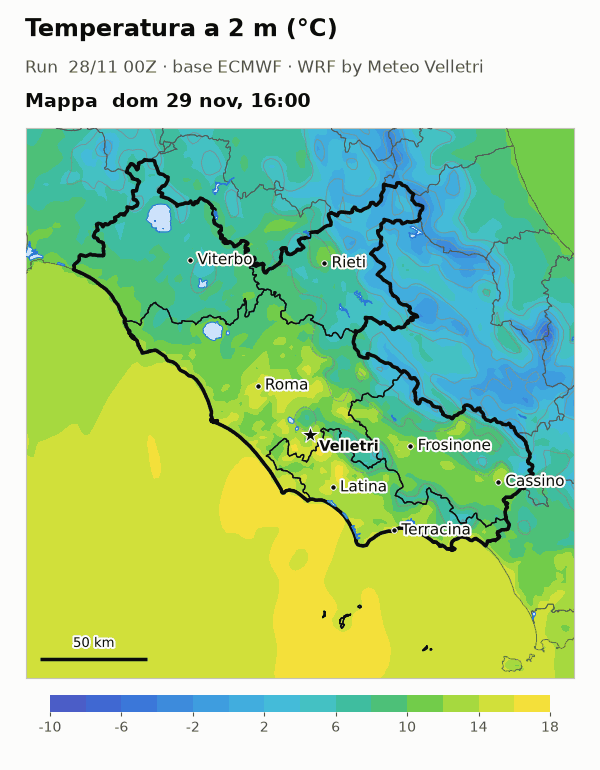 Temperatura a 2 m (°C)
Run  28/11 00Z · base ECMWF · WRF by Meteo Velletri
Mappa  dom 29 nov, 16:00
Viterbo
Rieti
Roma
Velletri
Frosinone
Latina
Cassino
Terracina
50 km
-10 -6 -2 2 6 10 14 18